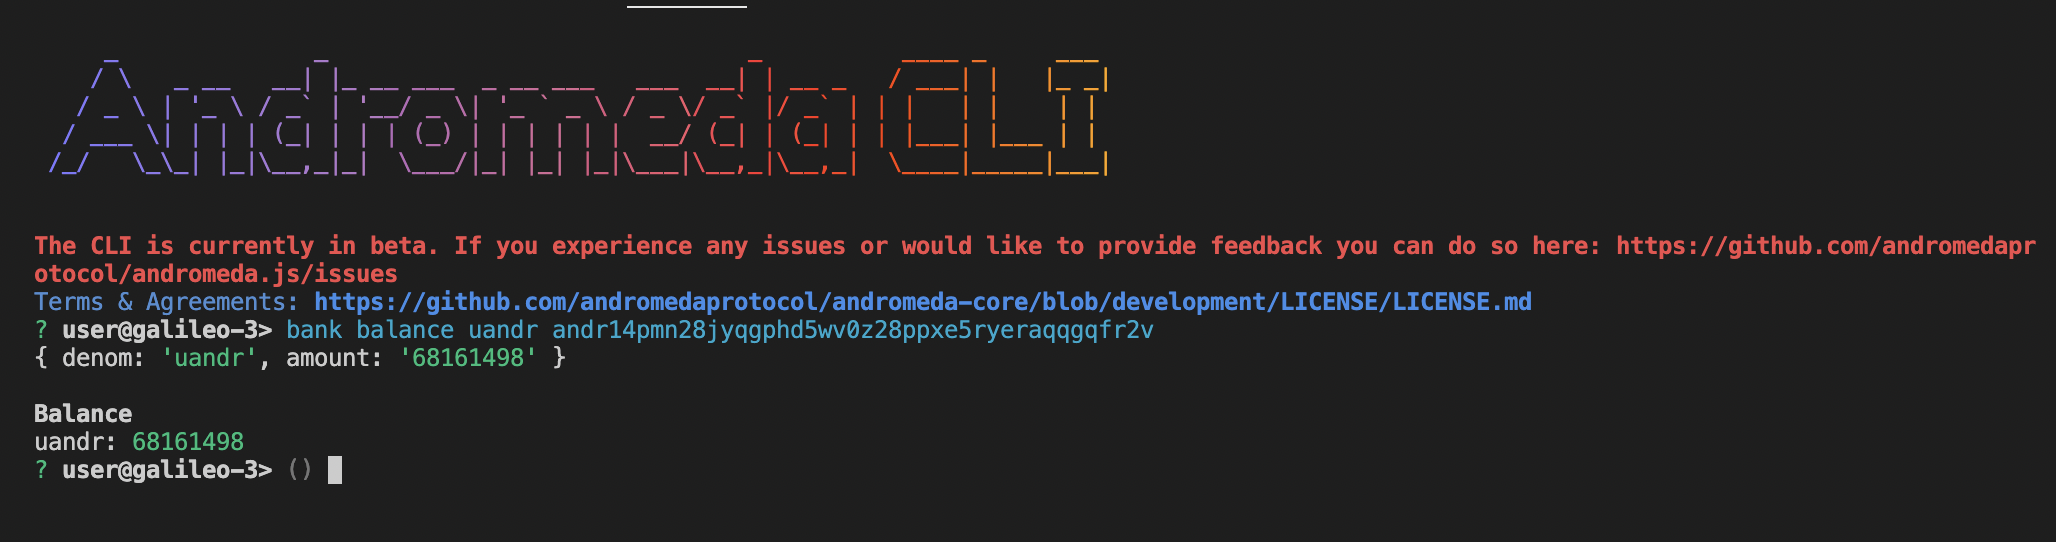 Andromeda CLI
The CLI is currently in beta. If you experience any issues or would like to provide feedback you can do so here: https://github.com/andromedapr
otocol/andromeda.js/issues
Terms & Agreements: https://github.com/andromedaprotocol/andromeda-core/blob/development/LICENSE/LICENSE.md
? user@galileo-3> bank balance uandr andr14pmn28jyqgphd5wv0z28ppxe5ryeraqqgqfr2v
{ denom: 'uandr', amount: '68161498' }
Balance
uandr: 68161498
? user@galileo-3> ()